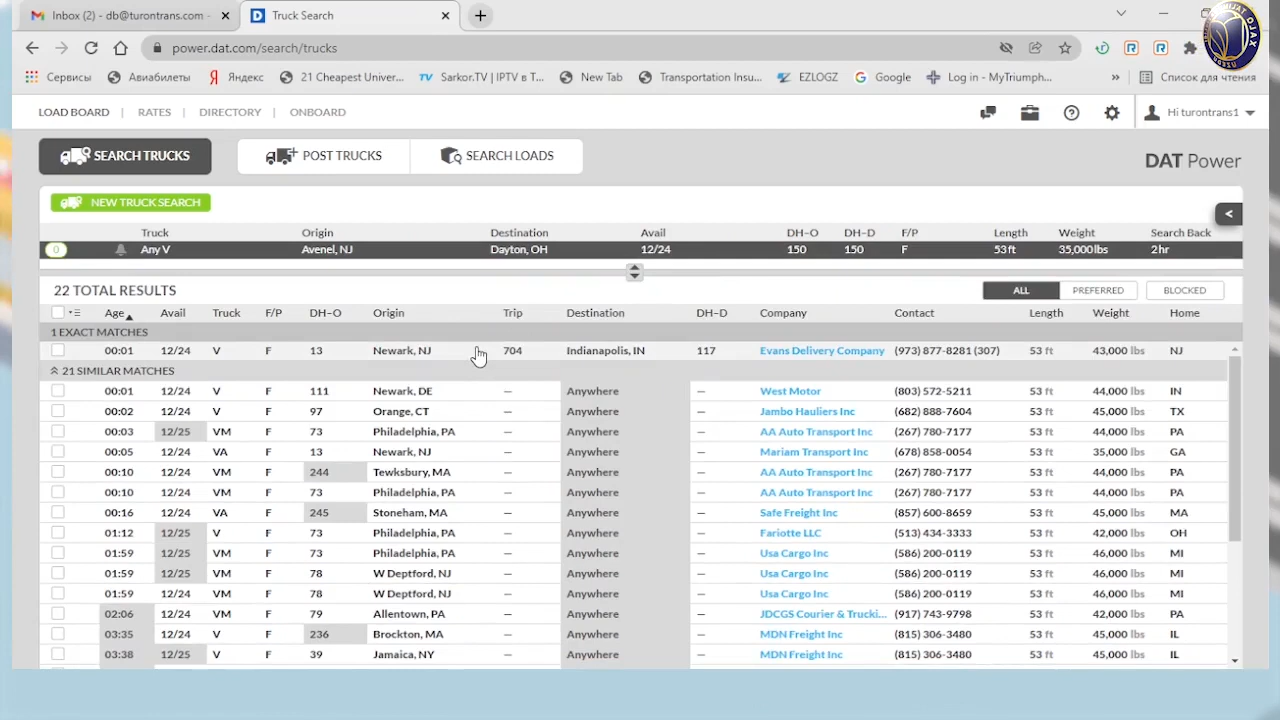 Inbox (2) - db@turontrans.com -
Truck Search
power.dat.com/search/trucks
Сервисы Авиабилеты Яндекс 21 Cheapest Univer... Sarkor.TV | IPTV o T... New Tab Transportation Insu... EZLOGZ Google Log in - MyTriumph... » Список для чтения
LOAD BOARD | RATES | DIRECTORY | ONBOARD Hi turontrans1
SEARCH TRUCKS POST TRUCKS SEARCH LOADS DAT Power
NEW TRUCK SEARCH <
Truck Origin Destination Avail DH-O DH-D F/P Length Weight Search Back
0 Any V Avenel, NJ Dayton, OH 12/24 150 150 F 53 ft 35,000 lbs 2hr
22 TOTAL RESULTS ALL PREFERRED BLOCKED
Age Avail Truck F/P DH-O Origin Trip Destination DH-D Company Contact Length Weight Home
1 EXACT MATCHES
00:01 12/24 V F 13 Newark, NJ 704 Indianapolis, IN 117 Evans Delivery Company (973) 877-8281 (307) 53 ft 43,000 lbs NJ
21 SIMILAR MATCHES
00:01 12/24 V F 111 Newark, DE — Anywhere — West Motor (803) 572-5211 53 ft 44,000 lbs IN
00:02 12/24 V F 97 Orange, CT — Anywhere — Jambo Hauliers Inc (682) 888-7604 53 ft 45,000 lbs TX
00:03 12/25 VM F 73 Philadelphia, PA — Anywhere — AA Auto Transport Inc (267) 780-7177 53 ft 44,000 lbs PA
00:05 12/24 VA F 13 Newark, NJ — Anywhere — Mariam Transport Inc (678) 858-0054 53 ft 35,000 lbs GA
00:10 12/24 VM F 244 Tewksbury, MA — Anywhere — AA Auto Transport Inc (267) 780-7177 53 ft 44,000 lbs PA
00:10 12/24 VM F 73 Philadelphia, PA — Anywhere — AA Auto Transport Inc (267) 780-7177 53 ft 44,000 lbs PA
00:16 12/24 VA F 245 Stoneham, MA — Anywhere — Safe Freight Inc (857) 600-8659 53 ft 45,000 lbs MA
01:12 12/25 V F 73 Philadelphia, PA — Anywhere — Fariotte LLC (513) 434-3333 53 ft 42,000 lbs OH
01:59 12/25 VM F 73 Philadelphia, PA — Anywhere — Usa Cargo Inc (586) 200-0119 53 ft 46,000 lbs MI
01:59 12/25 VM F 78 W Deptford, NJ — Anywhere — Usa Cargo Inc (586) 200-0119 53 ft 46,000 lbs MI
01:59 12/24 VM F 78 W Deptford, NJ — Anywhere — Usa Cargo Inc (586) 200-0119 53 ft 46,000 lbs MI
02:06 12/24 VM F 79 Allentown, PA — Anywhere — JDCGS Courier & Trucki... (917) 743-9798 53 ft 42,000 lbs PA
03:35 12/24 V F 236 Brockton, MA — Anywhere — MDN Freight Inc (815) 306-3480 53 ft 45,000 lbs IL
03:38 12/25 V F 39 Jamaica, NY — Anywhere — MDN Freight Inc (815) 306-3480 53 ft 45,000 lbs IL